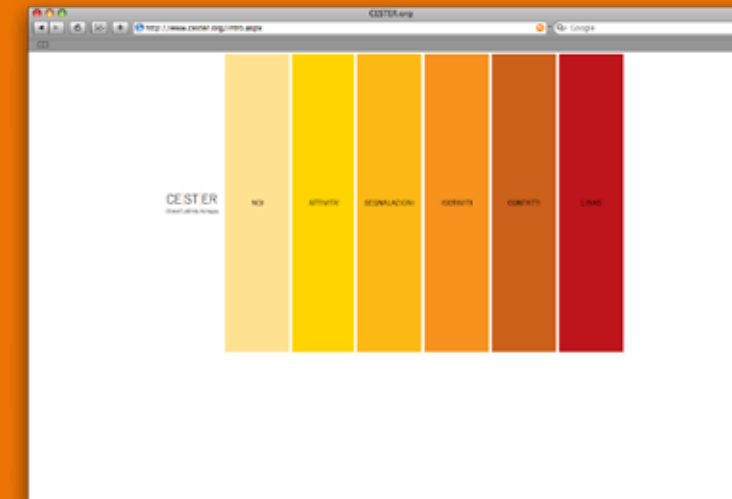 CESTER.org
http://www.cester.org/intro.aspx
Google
CESTER
NOI
ATTIVITA'
SEGNALAZIONI
ISCRIVITI
CONTATTI
LINKS